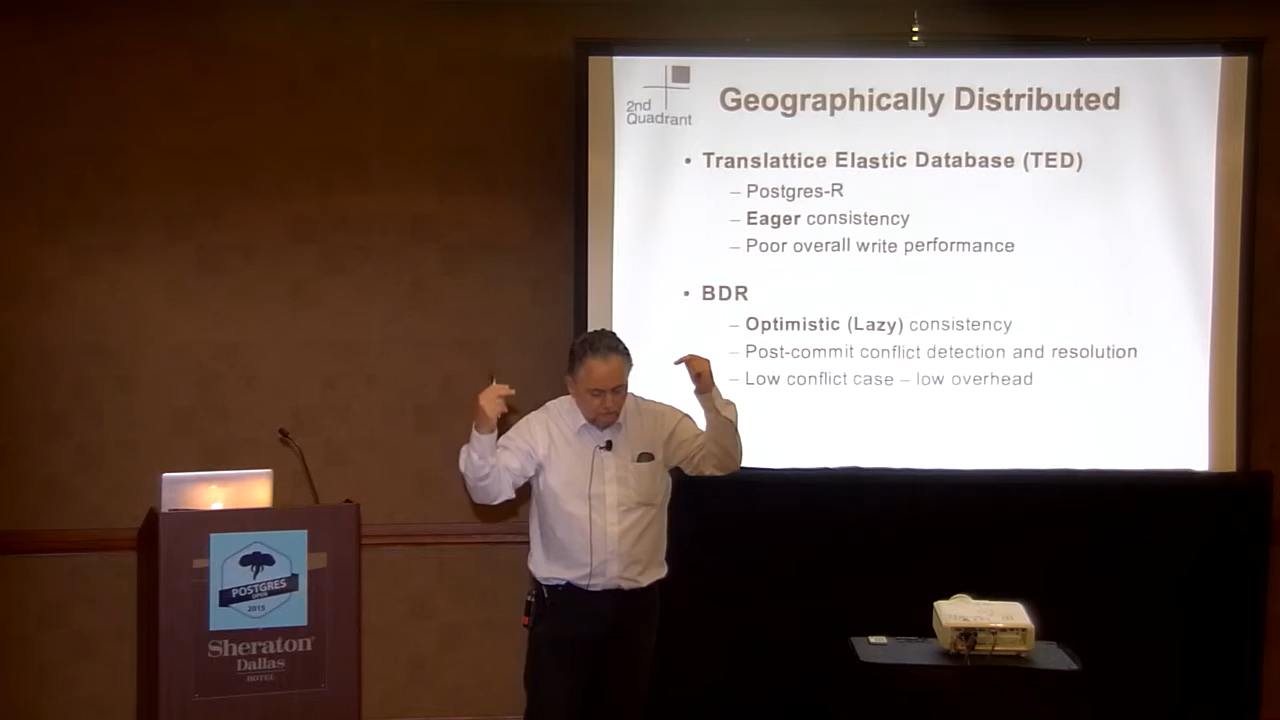 2nd
Quadrant
Geographically Distributed
• Translattice Elastic Database (TED)
– Postgres-R
– Eager consistency
– Poor overall write performance
• BDR
– Optimistic (Lazy) consistency
– Post-commit conflict detection and resolution
– Low conflict case – low overhead
POSTGRES
OPEN
2015
Sheraton®
Dallas
HOTEL